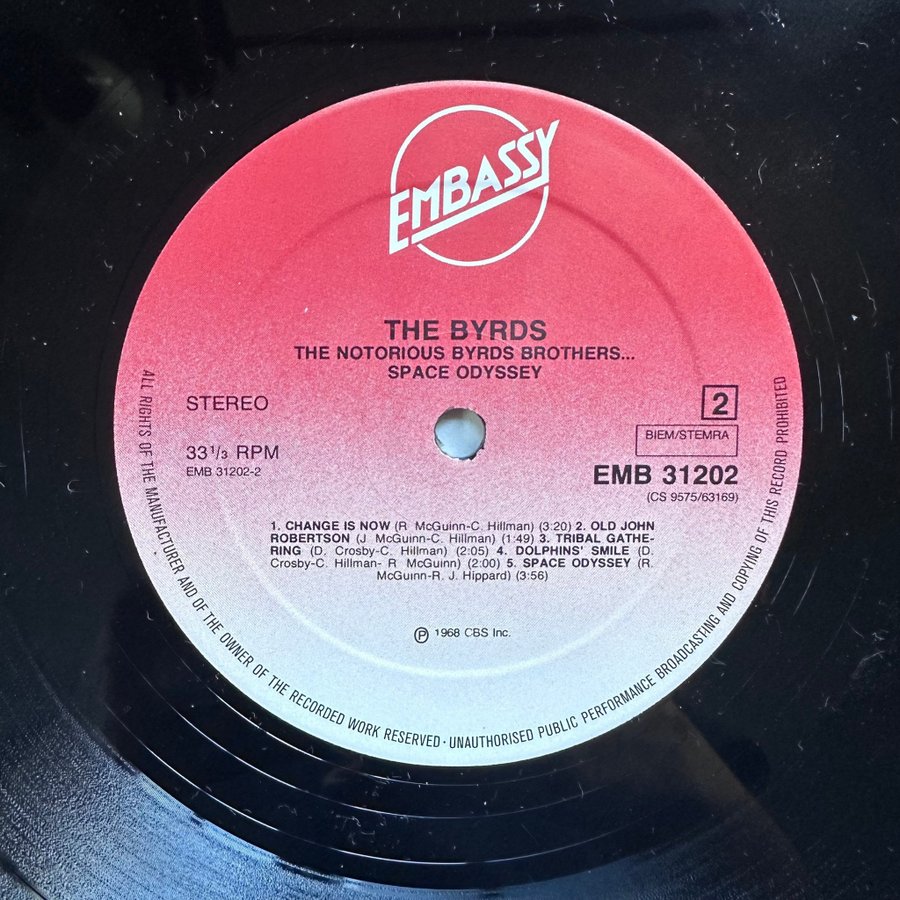 EMBASSY
THE BYRDS
THE NOTORIOUS BYRDS BROTHERS...
SPACE ODYSSEY
STEREO
2
BIEM/STEMRA
33 1/3 RPM
EMB 31202
EMB 31202-2
(CS 9575/63169)
1. CHANGE IS NOW (R McGuinn-C. Hillman) (3:20) 2. OLD JOHN
ROBERTSON (J McGuinn-C. Hillman) (1:49) 3. TRIBAL GATHE-
RING (D. Crosby-C. Hillman) (2:05) 4. DOLPHINS' SMILE (D.
Crosby-C. Hillman- R McGuinn) (2:00) 5. SPACE ODYSSEY (R.
McGuinn-R. J. Hippard) (3:56)
Ⓟ 1968 CBS Inc.
ALL RIGHTS OF THE MANUFACTURER AND OF THE OWNER OF THE RECORDED WORK RESERVED · UNAUTHORISED PUBLIC PERFORMANCE BROADCASTING AND COPYING OF THIS RECORD PROHIBITED